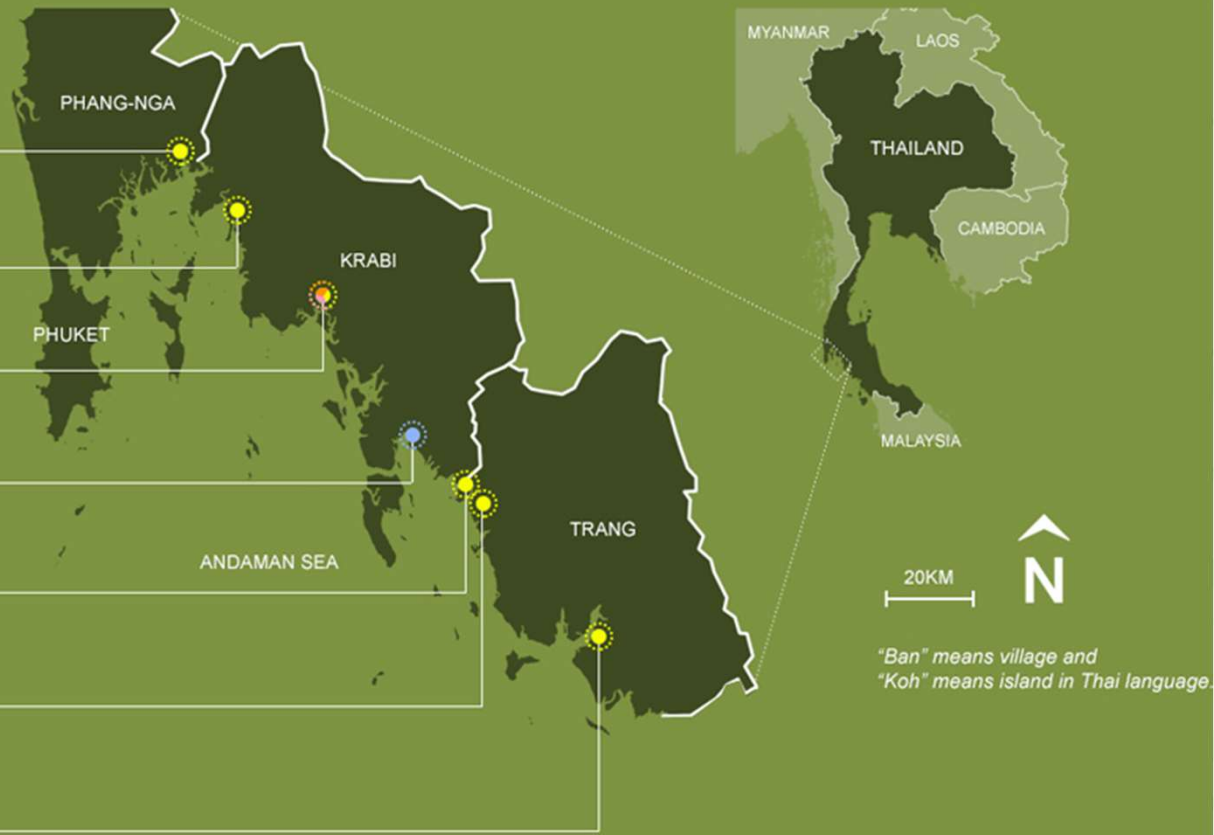 PHANG-NGA
KRABI
PHUKET
TRANG
ANDAMAN SEA
MYANMAR
LAOS
THAILAND
CAMBODIA
MALAYSIA
20KM
N
“Ban” means village and
“Koh” means island in Thai language.